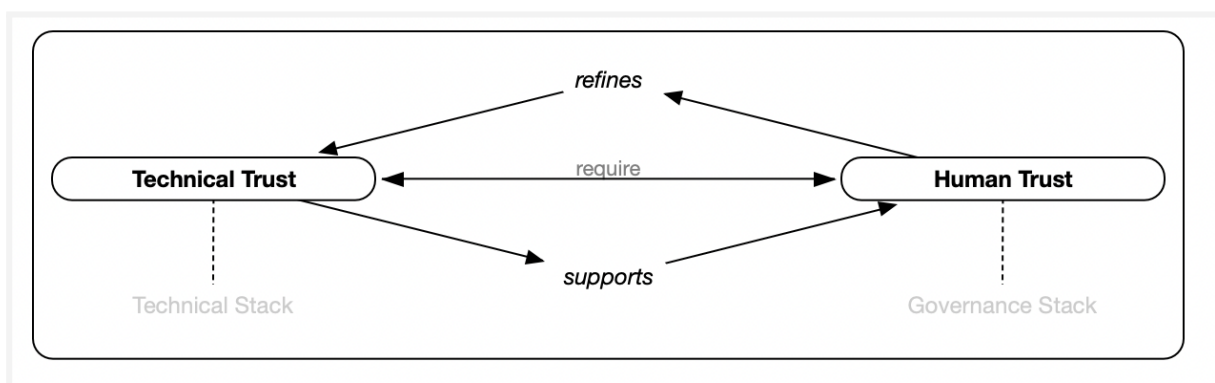 refines
require
Technical Trust
Human Trust
supports
Technical Stack
Governance Stack